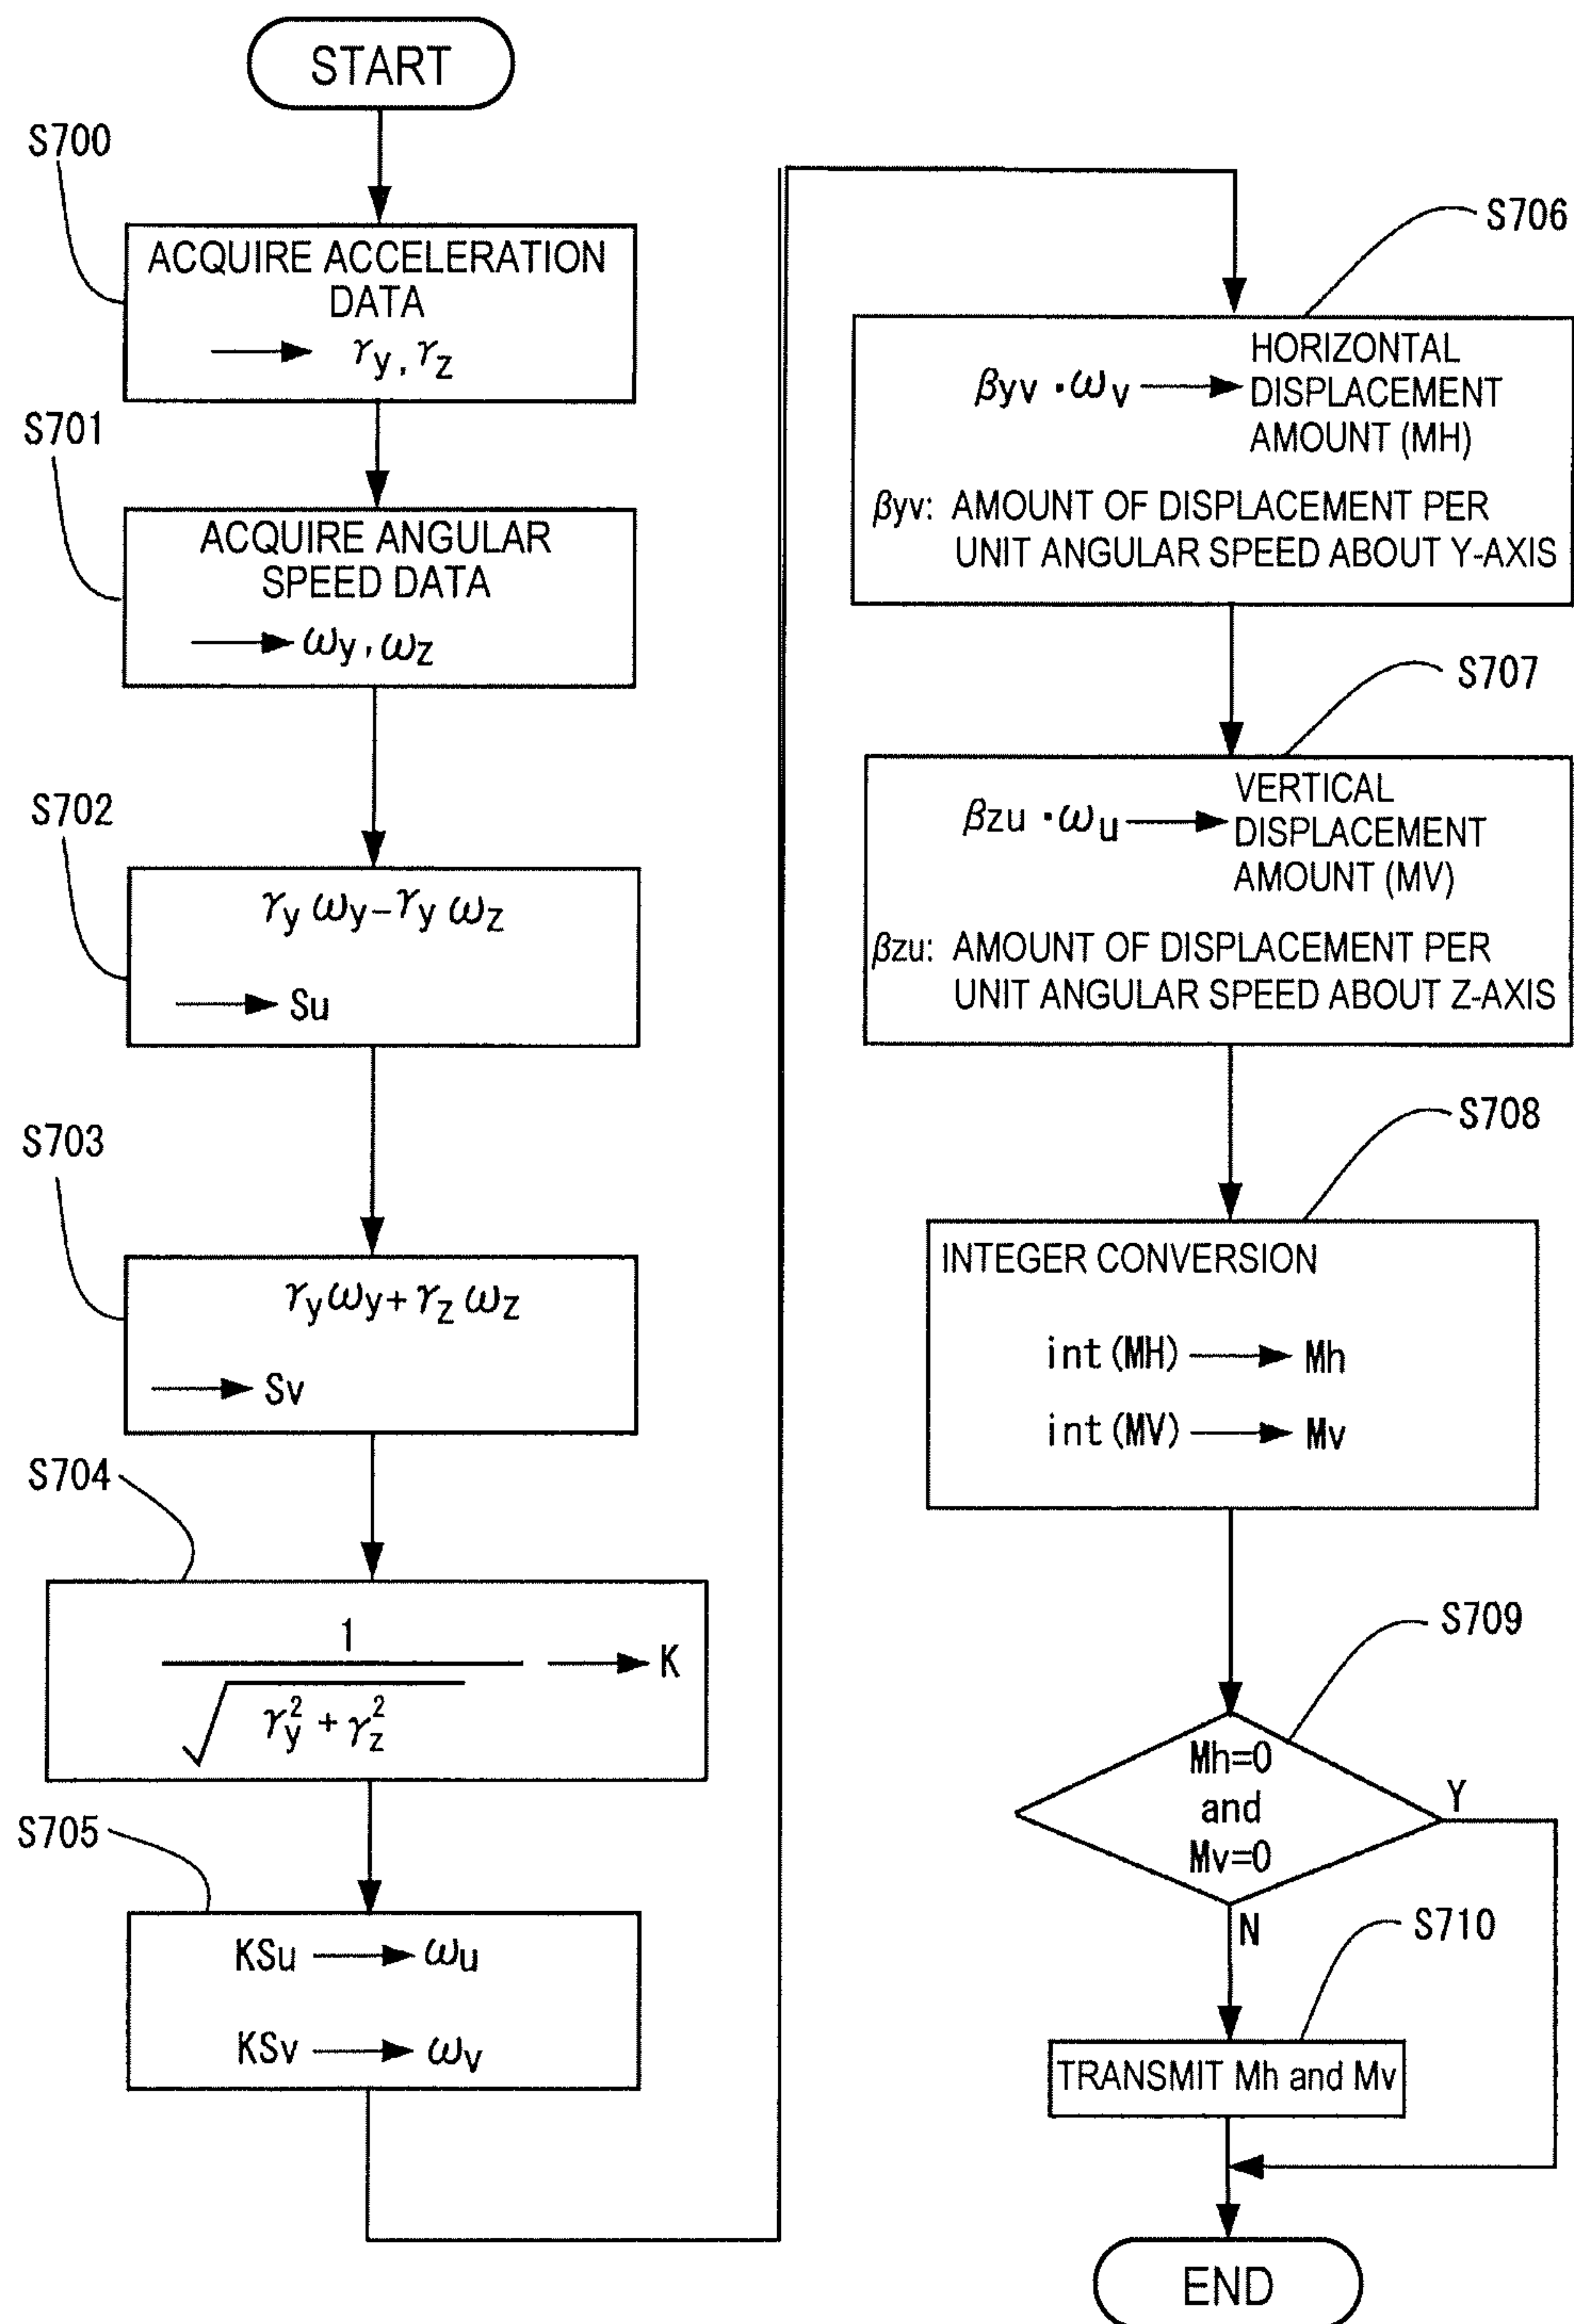 START
S700
ACQUIRE ACCELERATION
DATA
→ γy, γz
S701
ACQUIRE ANGULAR
SPEED DATA
→ ωy, ωz
S702
γy ωy − γy ωz
→ Su
S703
γy ωy + γz ωz
→ Sv
S704
1
√
γy² + γz²
→ K
S705
KSu → ωu
KSv → ωv
S706
βyv ・ωv → HORIZONTAL
DISPLACEMENT
AMOUNT (MH)
βyv: AMOUNT OF DISPLACEMENT PER
UNIT ANGULAR SPEED ABOUT Y-AXIS
S707
βzu ・ωu → VERTICAL
DISPLACEMENT
AMOUNT (MV)
βzu: AMOUNT OF DISPLACEMENT PER
UNIT ANGULAR SPEED ABOUT Z-AXIS
S708
INTEGER CONVERSION
int(MH) → Mh
int(MV) → Mv
S709
Mh=0
and
Mv=0
Y
N
S710
TRANSMIT Mh and Mv
END